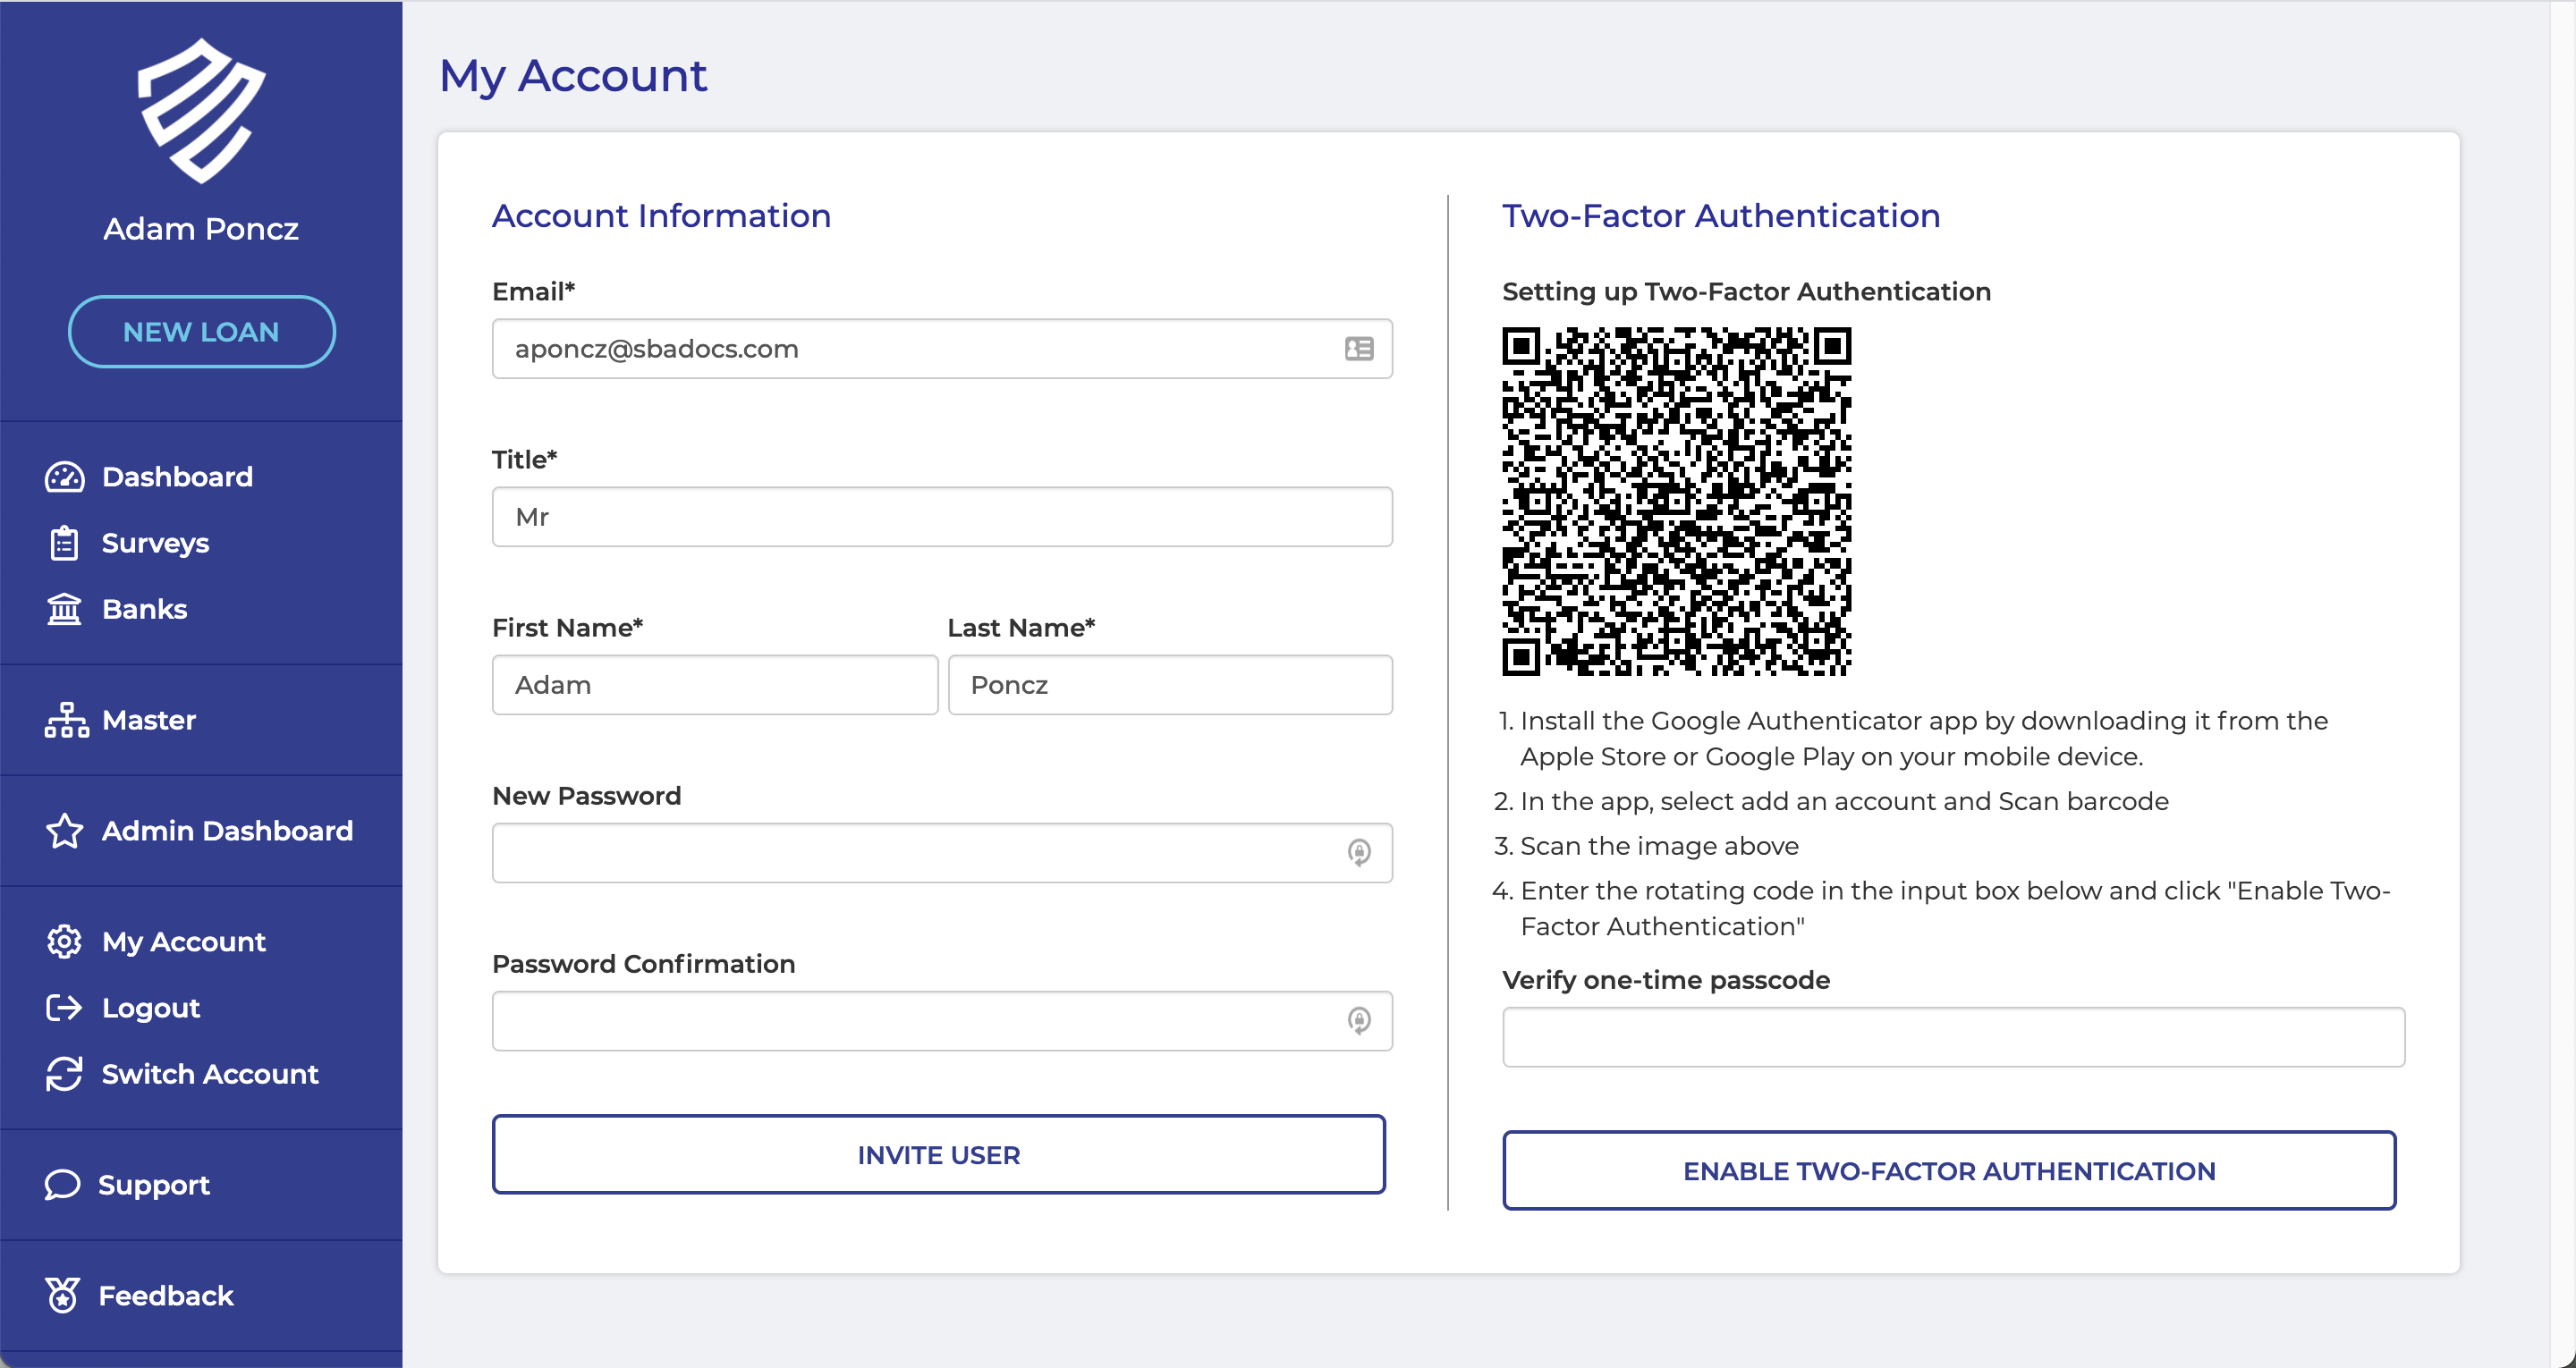 Adam Poncz
NEW LOAN
Dashboard
Surveys
Banks
Master
Admin Dashboard
My Account
Logout
Switch Account
Support
Feedback
My Account
Account Information
Email*
aponcz@sbadocs.com
Title*
Mr
First Name*
Last Name*
Adam
Poncz
New Password
Password Confirmation
INVITE USER
Two-Factor Authentication
Setting up Two-Factor Authentication
1. Install the Google Authenticator app by downloading it from the
Apple Store or Google Play on your mobile device.
2. In the app, select add an account and Scan barcode
3. Scan the image above
4. Enter the rotating code in the input box below and click "Enable Two-
Factor Authentication"
Verify one-time passcode
ENABLE TWO-FACTOR AUTHENTICATION